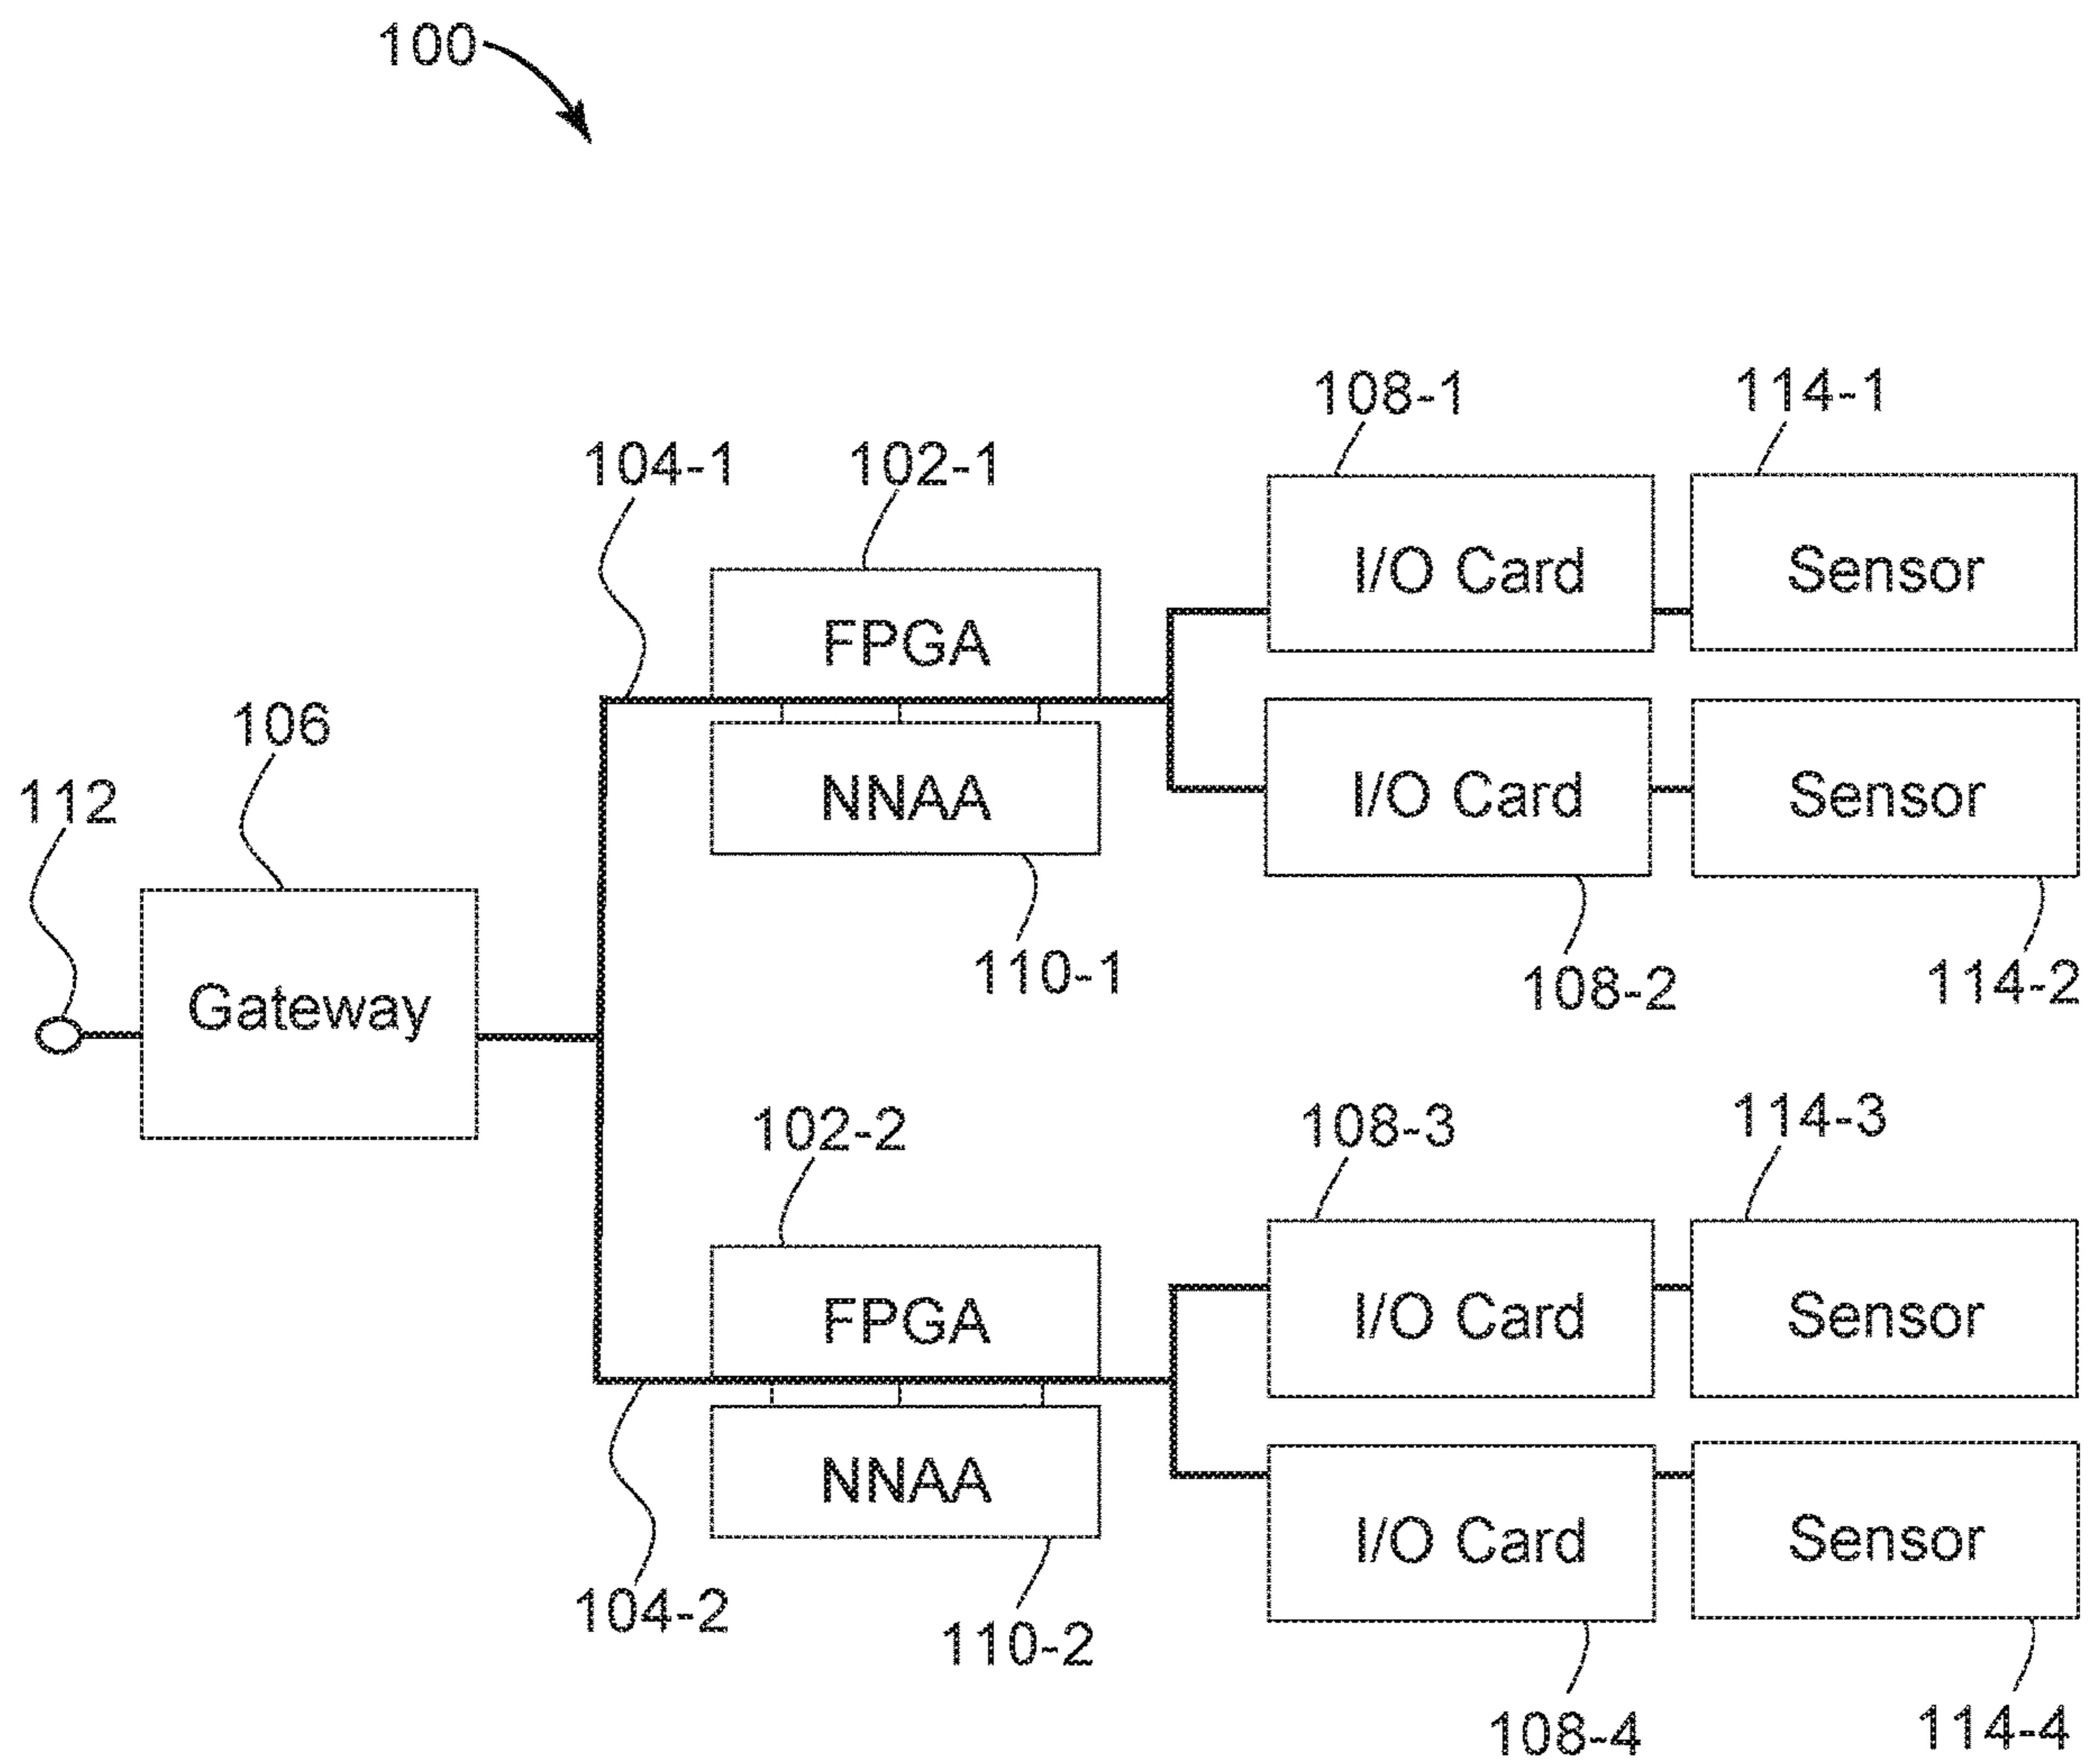 100
108-1
114-1
104-1
102-1
I/O Card
Sensor
FPGA
106
112
NNAA
I/O Card
Sensor
110-1
108-2
114-2
Gateway
102-2
108-3
114-3
FPGA
I/O Card
Sensor
NNAA
I/O Card
Sensor
104-2
110-2
108-4
114-4